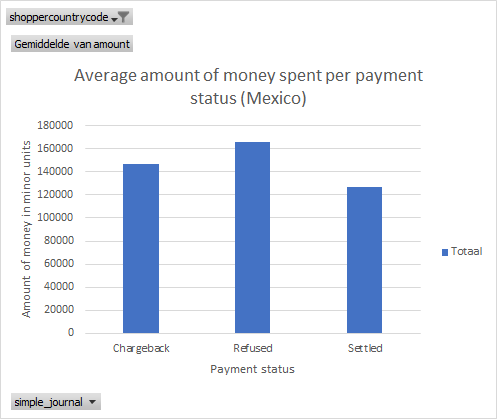 shoppercountrycode
Gemiddelde van amount
Average amount of money spent per payment
status (Mexico)
Amount of money in minor units
180000
160000
140000
120000
100000
80000
60000
40000
20000
0
Chargeback Refused Settled
Payment status
Totaal
simple_journal